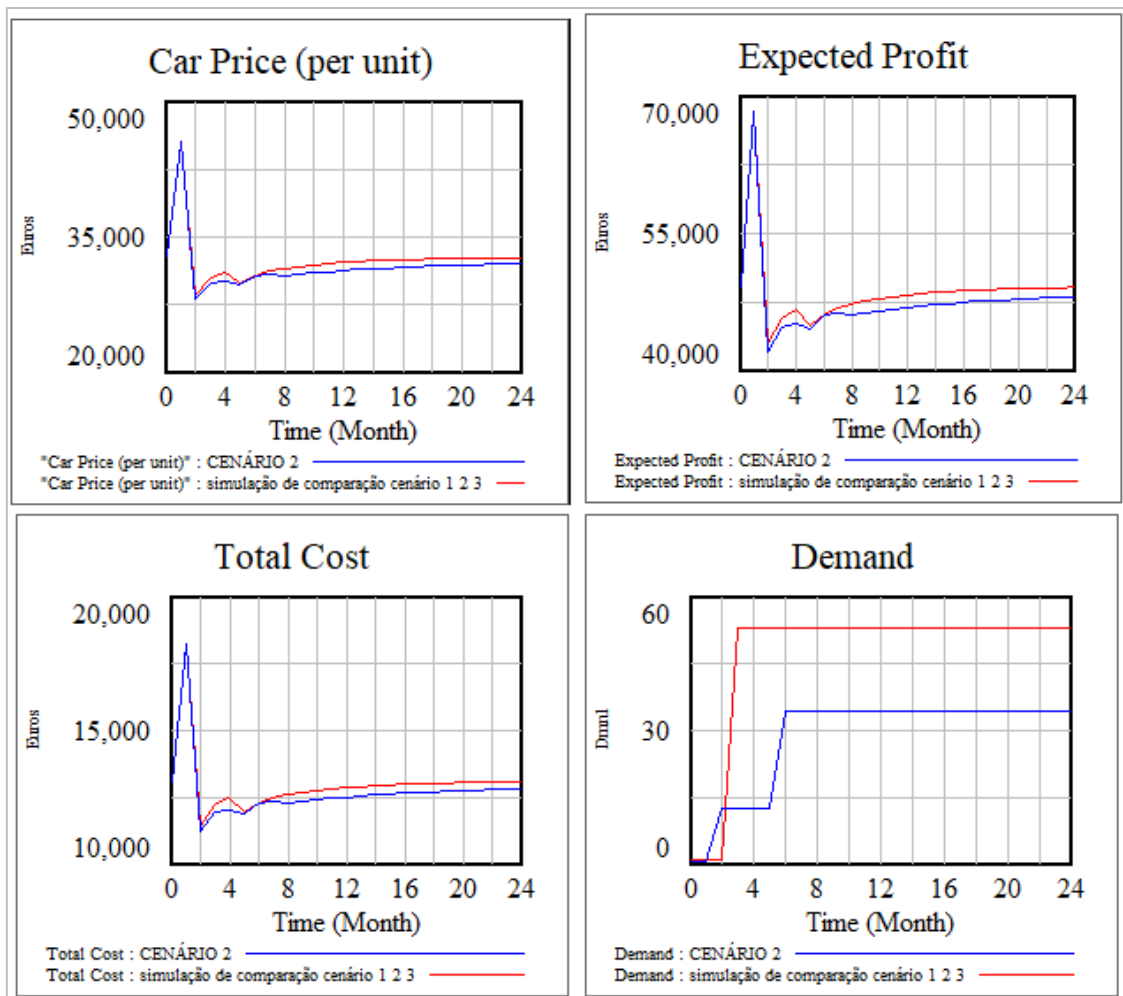 Car Price (per unit)
50,000
35,000
20,000
Euros
0 4 8 12 16 20 24
Time (Month)
"Car Price (per unit)" : CENÁRIO 2
"Car Price (per unit)" : simulação de comparação cenário 1 2 3
Expected Profit
70,000
55,000
40,000
Euros
0 4 8 12 16 20 24
Time (Month)
Expected Profit : CENÁRIO 2
Expected Profit : simulação de comparação cenário 1 2 3
Total Cost
20,000
15,000
10,000
Euros
0 4 8 12 16 20 24
Time (Month)
Total Cost : CENÁRIO 2
Total Cost : simulação de comparação cenário 1 2 3
Demand
60
30
0
Dmnl
0 4 8 12 16 20 24
Time (Month)
Demand : CENÁRIO 2
Demand : simulação de comparação cenário 1 2 3